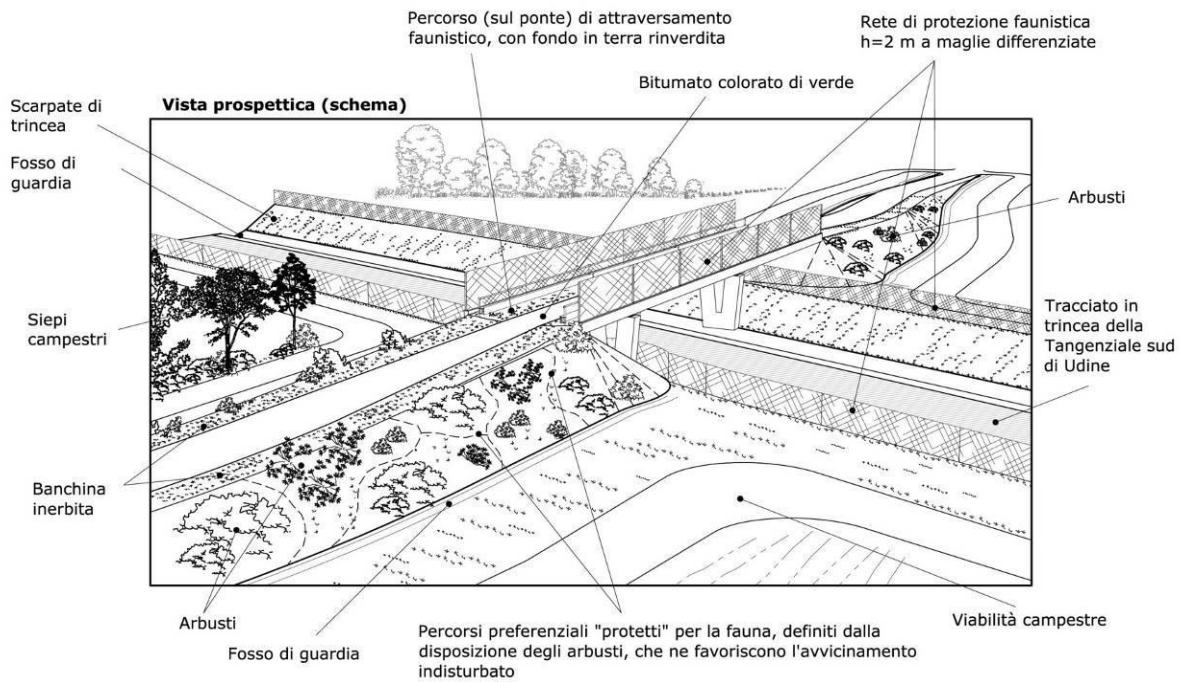 Percorso (sul ponte) di attraversamento
faunistico, con fondo in terra rinverdita
Rete di protezione faunistica
h=2 m a maglie differenziate
Bitumato colorato di verde
Vista prospettica (schema)
Scarpate di
trincea
Fosso di
guardia
Arbusti
Siepi
campestri
Tracciato in
trincea della
Tangenziale sud
di Udine
Banchina
inerbita
Arbusti
Fosso di guardia
Percorsi preferenziali "protetti" per la fauna, definiti dalla
disposizione degli arbusti, che ne favoriscono l'avvicinamento
indisturbato
Viabilità campestre